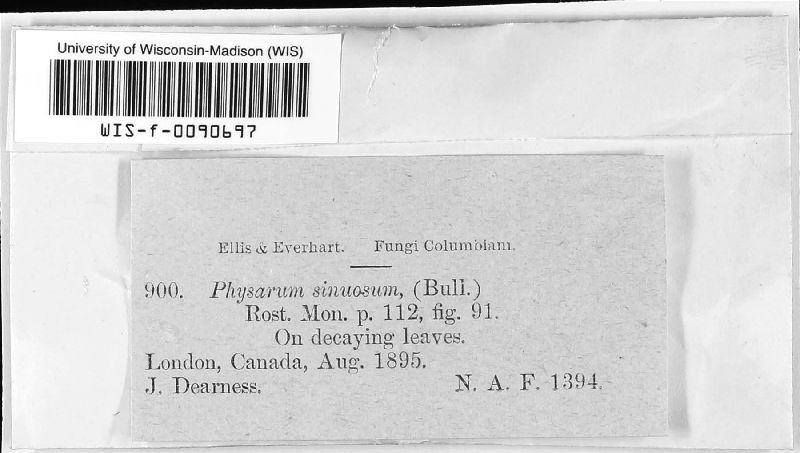 University of Wisconsin-Madison (WIS)
WIS-f-0090697
Ellis & Everhart. Fungi Columbiani.
900. Physarum sinuosum, (Bull.)
Rost. Mon. p. 112, fig. 91.
On decaying leaves.
London, Canada, Aug. 1895.
J. Dearness. N. A. F. 1394.